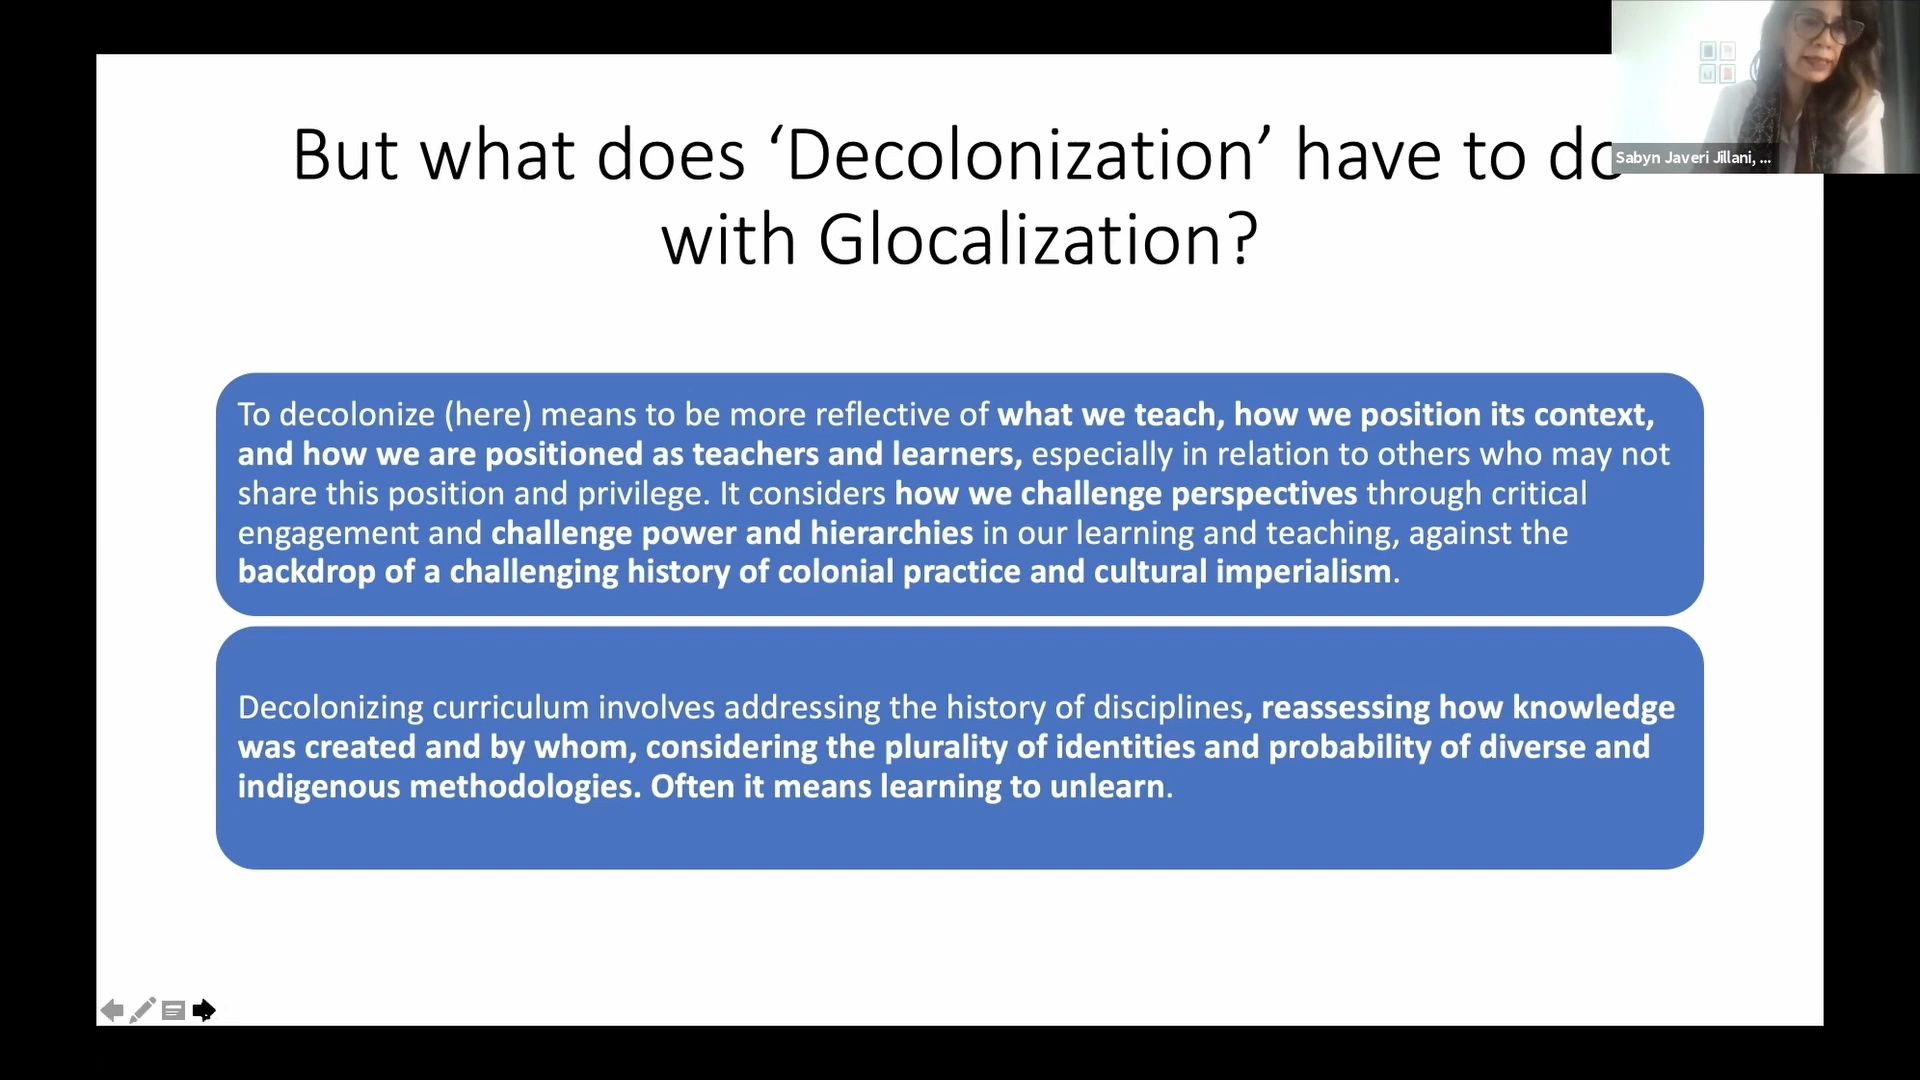 But what does ‘Decolonization’ have to do
with Glocalization?
Sabyn Javeri Jillani, ...
To decolonize (here) means to be more reflective of what we teach, how we position its context,
and how we are positioned as teachers and learners, especially in relation to others who may not
share this position and privilege. It considers how we challenge perspectives through critical
engagement and challenge power and hierarchies in our learning and teaching, against the
backdrop of a challenging history of colonial practice and cultural imperialism.
Decolonizing curriculum involves addressing the history of disciplines, reassessing how knowledge
was created and by whom, considering the plurality of identities and probability of diverse and
indigenous methodologies. Often it means learning to unlearn.